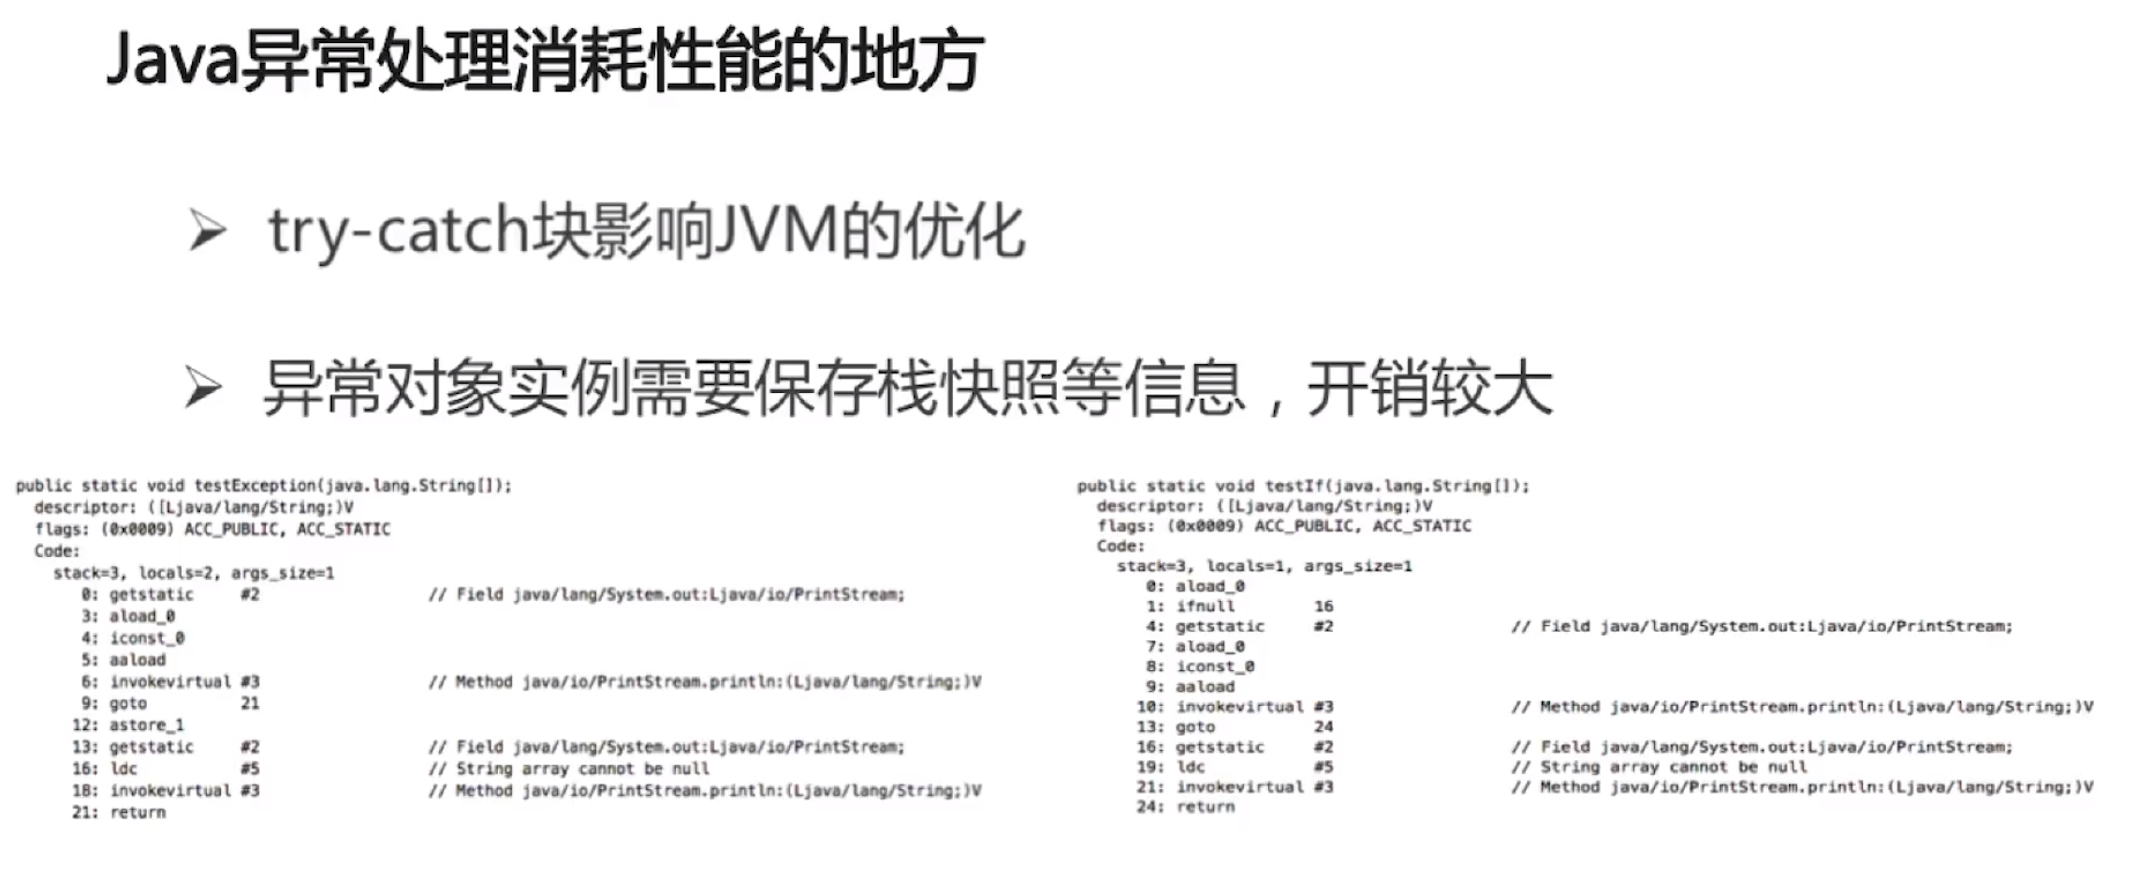 Java异常处理消耗性能的地方
try-catch块影响JVM的优化
异常对象实例需要保存栈快照等信息，开销较大
public static void testException(java.lang.String[]);
descriptor: ([Ljava/lang/String;)V
flags: (0x0009) ACC_PUBLIC, ACC_STATIC
Code:
stack=3, locals=2, args_size=1
0: getstatic #2 // Field java/lang/System.out:Ljava/io/PrintStream;
3: aload_0
4: iconst_0
5: aaload
6: invokevirtual #3 // Method java/io/PrintStream.println:(Ljava/lang/String;)V
9: goto 21
12: astore_1
13: getstatic #2 // Field java/lang/System.out:Ljava/io/PrintStream;
16: ldc #5 // String array cannot be null
18: invokevirtual #3 // Method java/io/PrintStream.println:(Ljava/lang/String;)V
21: return
public static void testIf(java.lang.String[]);
descriptor: ([Ljava/lang/String;)V
flags: (0x0009) ACC_PUBLIC, ACC_STATIC
Code:
stack=3, locals=1, args_size=1
0: aload_0
1: ifnull 16
4: getstatic #2 // Field java/lang/System.out:Ljava/io/PrintStream;
7: aload_0
8: iconst_0
9: aaload
10: invokevirtual #3 // Method java/io/PrintStream.println:(Ljava/lang/String;)V
13: goto 24
16: getstatic #2 // Field java/lang/System.out:Ljava/io/PrintStream;
19: ldc #5 // String array cannot be null
21: invokevirtual #3 // Method java/io/PrintStream.println:(Ljava/lang/String;)V
24: return